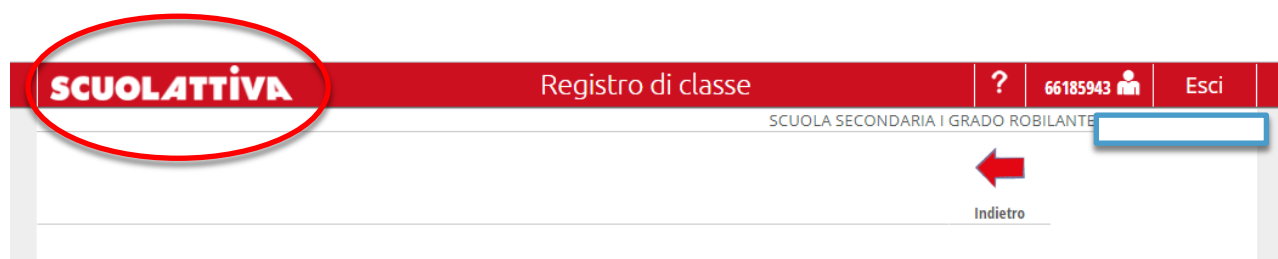 SCUOLATTIVA Registro di classe ? 66185943 Esci
SCUOLA SECONDARIA I GRADO ROBILANTE
Indietro